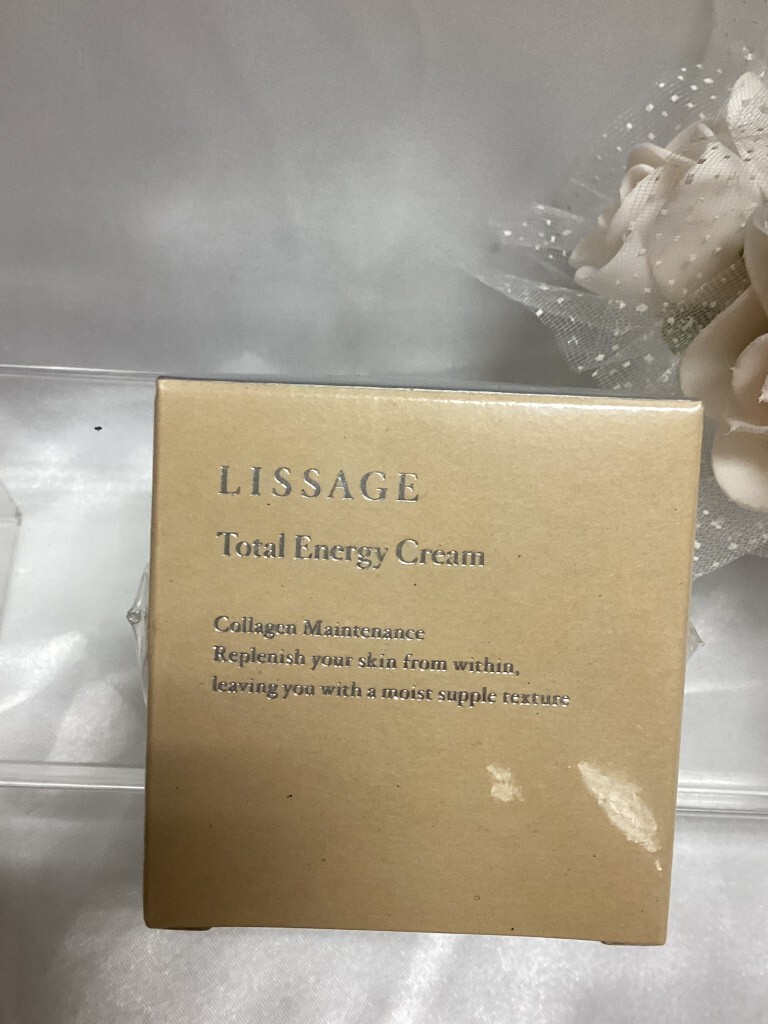 LISSAGE
Total Energy Cream
Collagen Maintenance
Replenish your skin from within,
leaving you with a moist supple texture